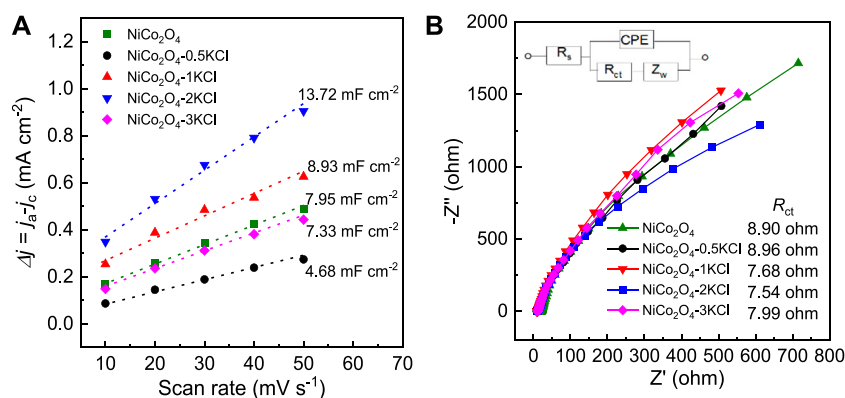 A
NiCo₂O₄
NiCo₂O₄-0.5KCl
NiCo₂O₄-1KCl
NiCo₂O₄-2KCl
NiCo₂O₄-3KCl
13.72 mF cm⁻²
8.93 mF cm⁻²
7.95 mF cm⁻²
7.33 mF cm⁻²
4.68 mF cm⁻²
Δj = jₐ-j꜀ (mA cm⁻²)
1.2
1.0
0.8
0.6
0.4
0.2
0.0
10 20 30 40 50 60 70
Scan rate (mV s⁻¹)
B
CPE
Rₛ
R_ct
Z_w
-Z" (ohm)
2000
1500
1000
500
0
R_ct
NiCo₂O₄ 8.90 ohm
NiCo₂O₄-0.5KCl 8.96 ohm
NiCo₂O₄-1KCl 7.68 ohm
NiCo₂O₄-2KCl 7.54 ohm
NiCo₂O₄-3KCl 7.99 ohm
0 100 200 300 400 500 600 700 800
Z' (ohm)